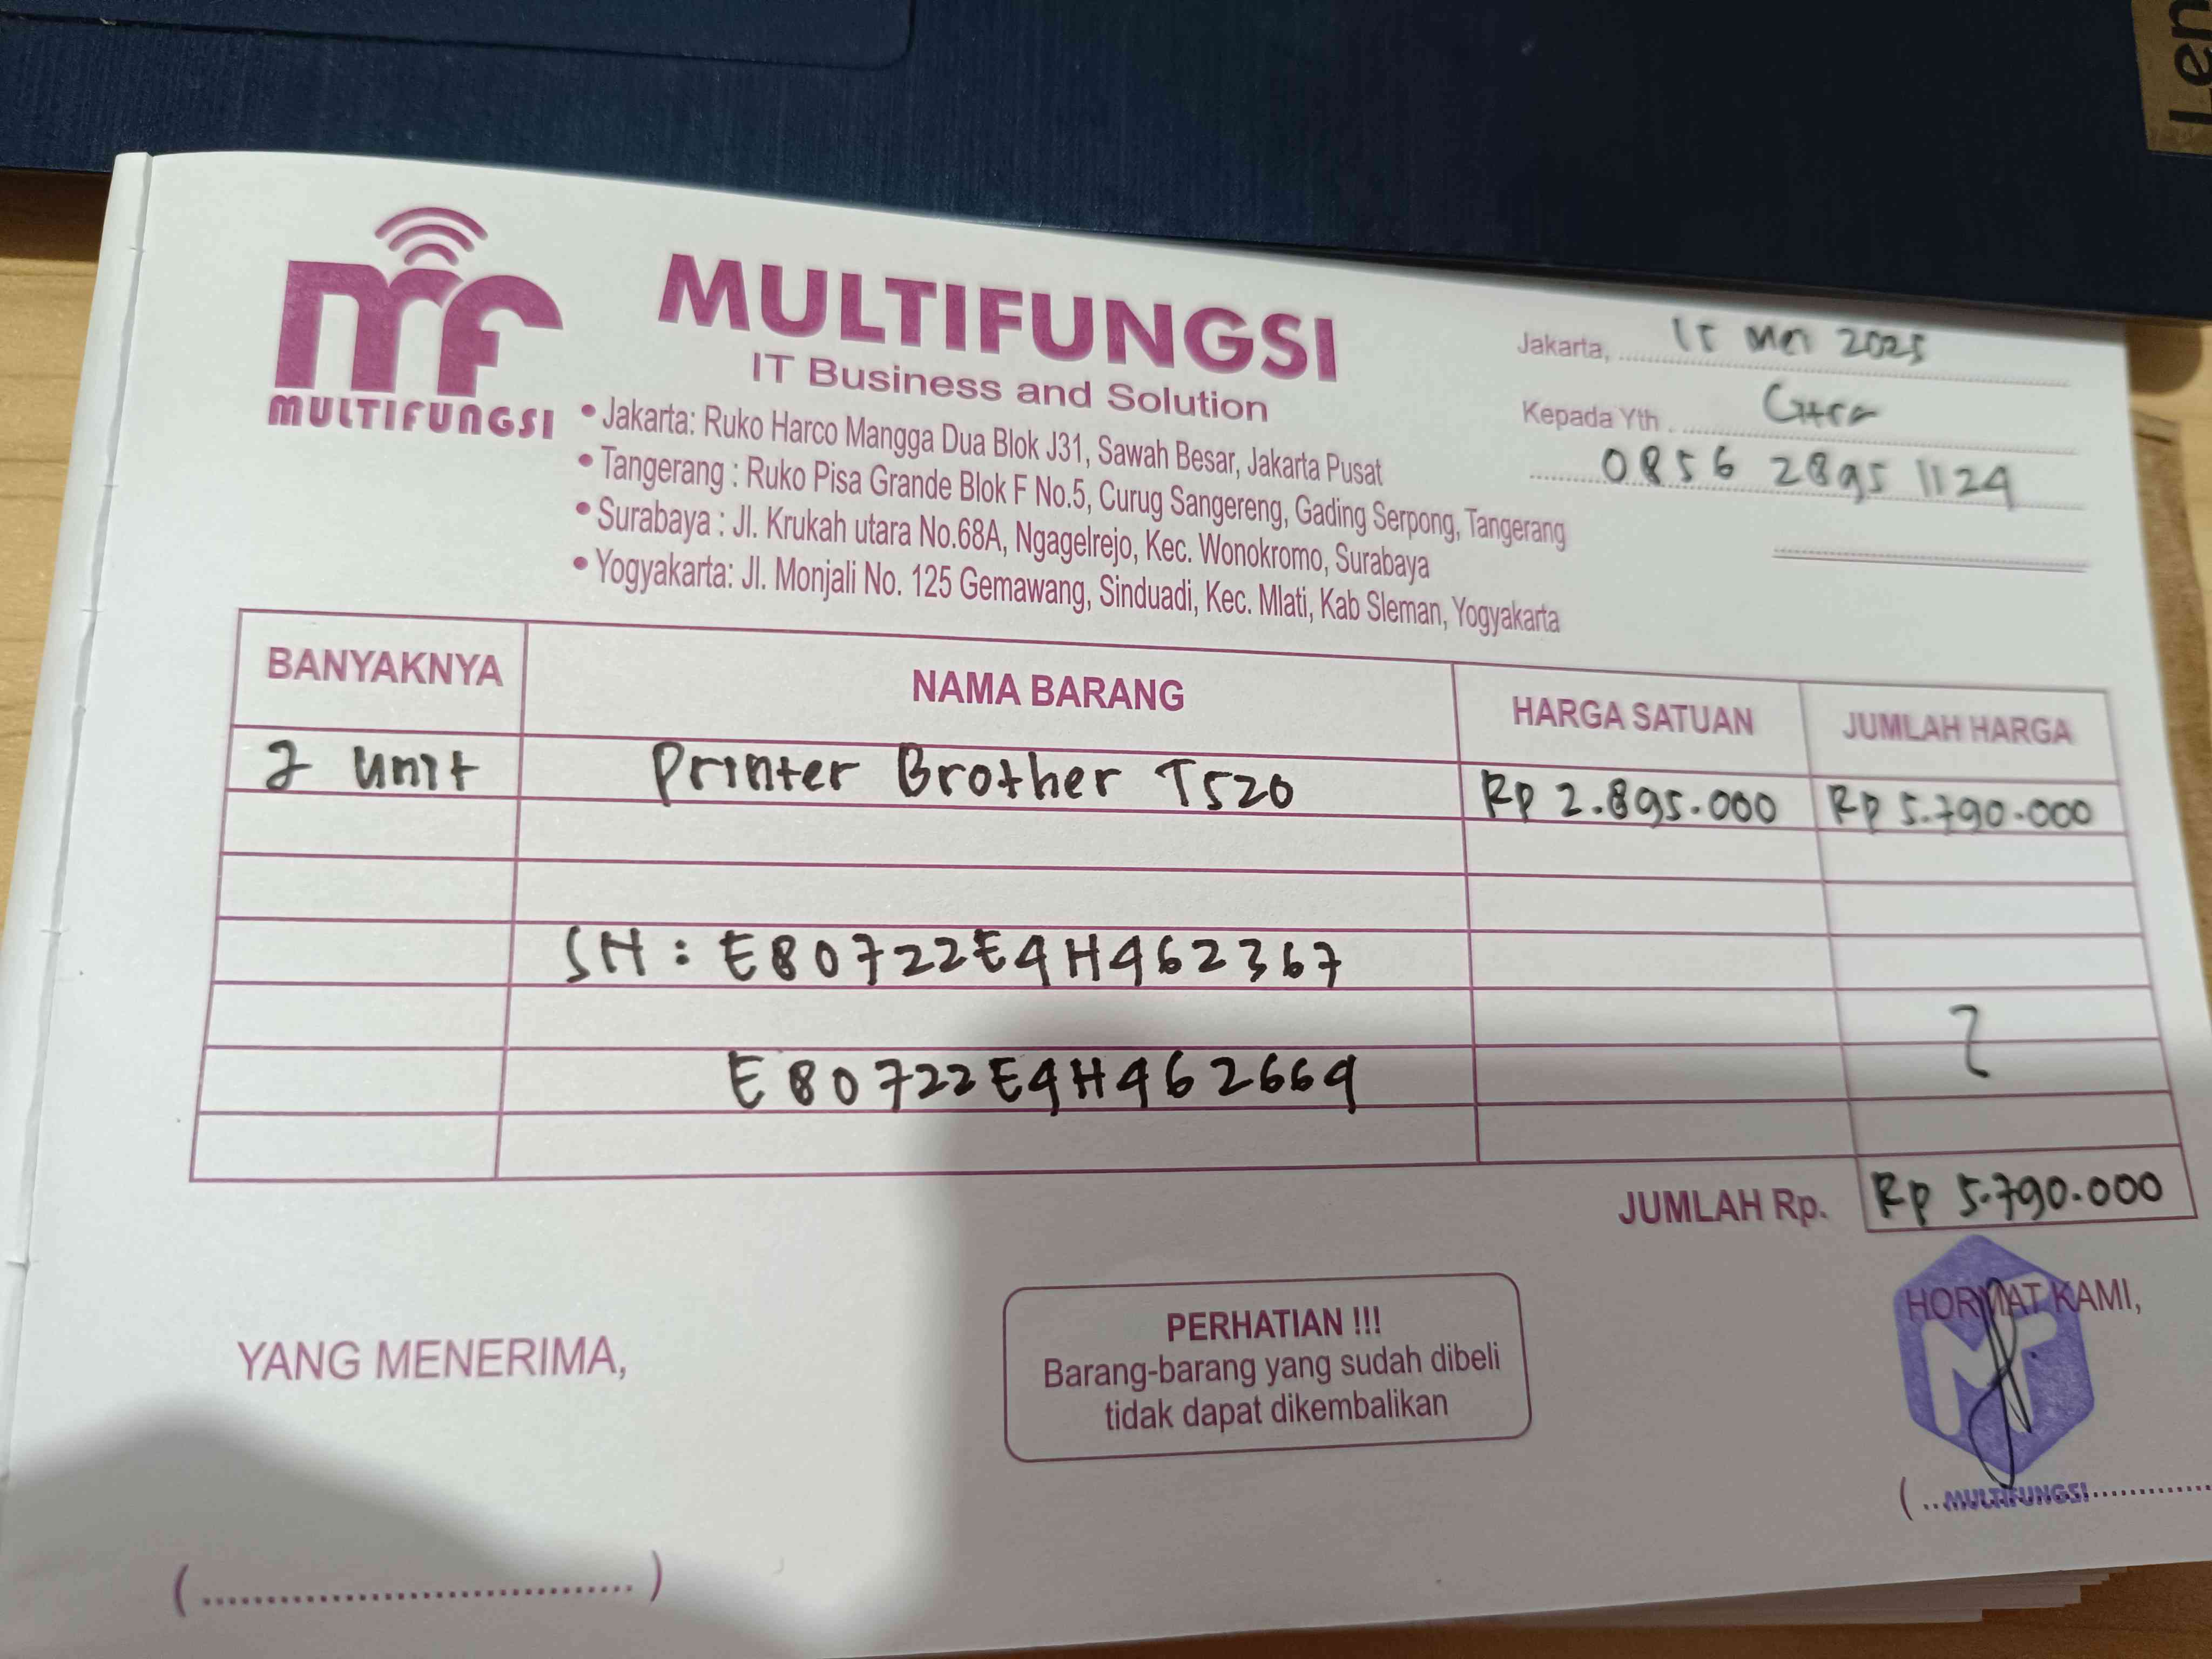 MULTIFUNGSI
MULTIFUNGSI
IT Business and Solution
• Jakarta: Ruko Harco Mangga Dua Blok J31, Sawah Besar, Jakarta Pusat
• Tangerang : Ruko Pisa Grande Blok F No.5, Curug Sangereng, Gading Serpong, Tangerang
• Surabaya : Jl. Krukah utara No.68A, Ngagelrejo, Kec. Wonokromo, Surabaya
• Yogyakarta: Jl. Monjali No. 125 Gemawang, Sinduadi, Kec. Mlati, Kab Sleman, Yogyakarta
Jakarta, 15 Mei 2025
Kepada Yth. Citra
0856 2895 1124
BANYAKNYA NAMA BARANG HARGA SATUAN JUMLAH HARGA
2 Unit Printer Brother T520 Rp 2.895.000 Rp 5.790.000
SN : E80722E4H462367
E80722E4H462664
JUMLAH Rp. Rp 5.790.000
YANG MENERIMA,
PERHATIAN !!!
Barang-barang yang sudah dibeli
tidak dapat dikembalikan
HORMAT KAMI,
MULTIFUNGSI